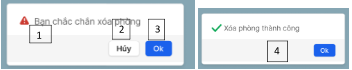 Bạn chắc chắn xóa phòng
1
2
3
Hủy
Ok
Xóa phòng thành công
4
Ok